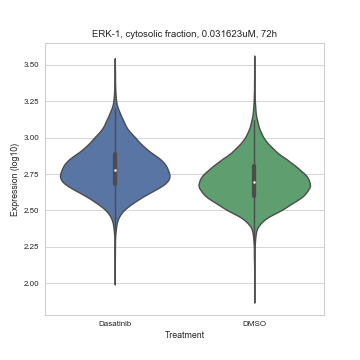 ERK-1, cytosolic fraction, 0.031623uM, 72h
Expression (log10)
3.50
3.25
3.00
2.75
2.50
2.25
2.00
Dasatinib DMSO
Treatment